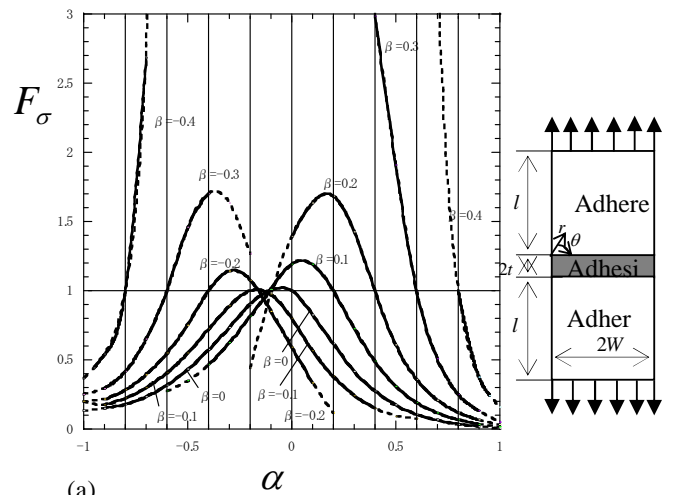 3
2.5
2
1.5
1
0.5
0
-1
-0.5
0
0.5
1
Fσ
α
(a)
β=-0.4
β=-0.3
β=-0.2
β=0.3
β=0.2
β=0.4
β=0.1
β=0
β=-0.1
β=-0.2
β=0
β=-0.1
l
Adhere
r
θ
2t
Adhesi
l
Adher
2W